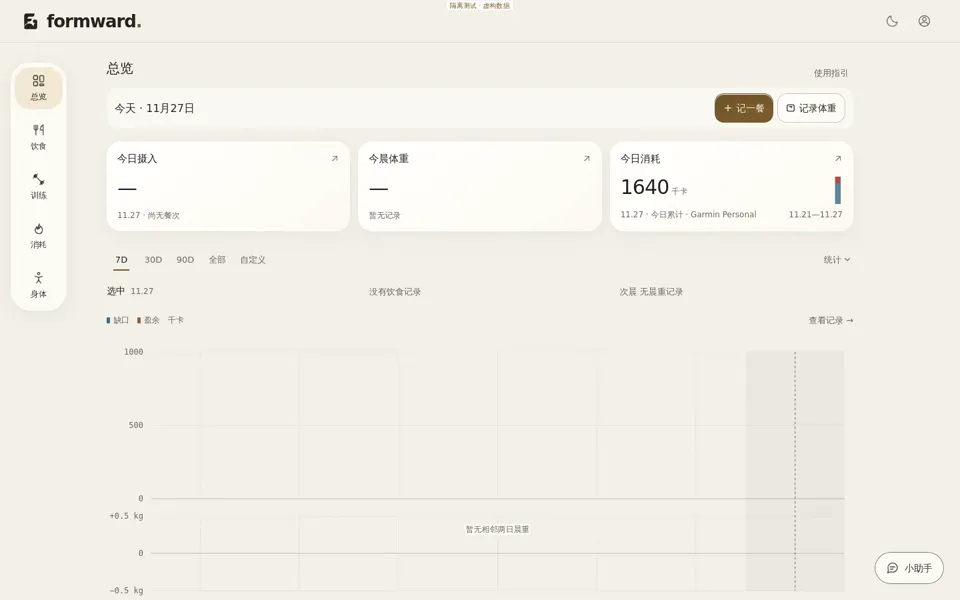 隔离测试 · 虚构数据
formward.
总览
饮食
训练
消耗
身体
总览
使用指引
今天 · 11月27日
+ 记一餐
记录体重
今日摄入
—
11.27 · 尚无餐次
今晨体重
—
暂无记录
今日消耗
1640 千卡
11.27 · 今日累计 · Garmin Personal
11.21—11.27
7D 30D 90D 全部 自定义
统计
选中 11.27
没有饮食记录
次晨 无晨重记录
缺口 盈余 千卡
查看记录 →
1000
500
0
+0.5 kg
暂无相邻两日晨重
0
−0.5 kg
小助手